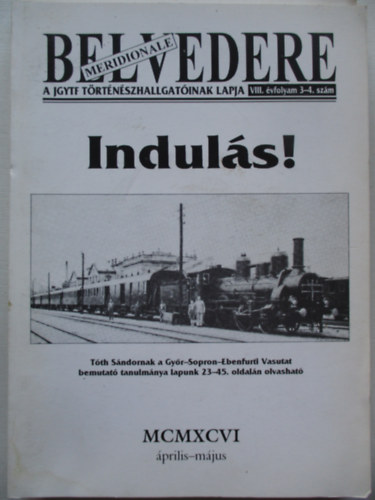 BELVEDERE
MERIDIONALE
A JGYTF TÖRTÉNÉSZHALLGATÓINAK LAPJA VIII. évfolyam 3–4. szám
Indulás!
Tóth Sándornak a Győr–Sopron–Ebenfurti Vasutat
bemutató tanulmánya lapunk 23–45. oldalán olvasható
MCMXCVI
április–május